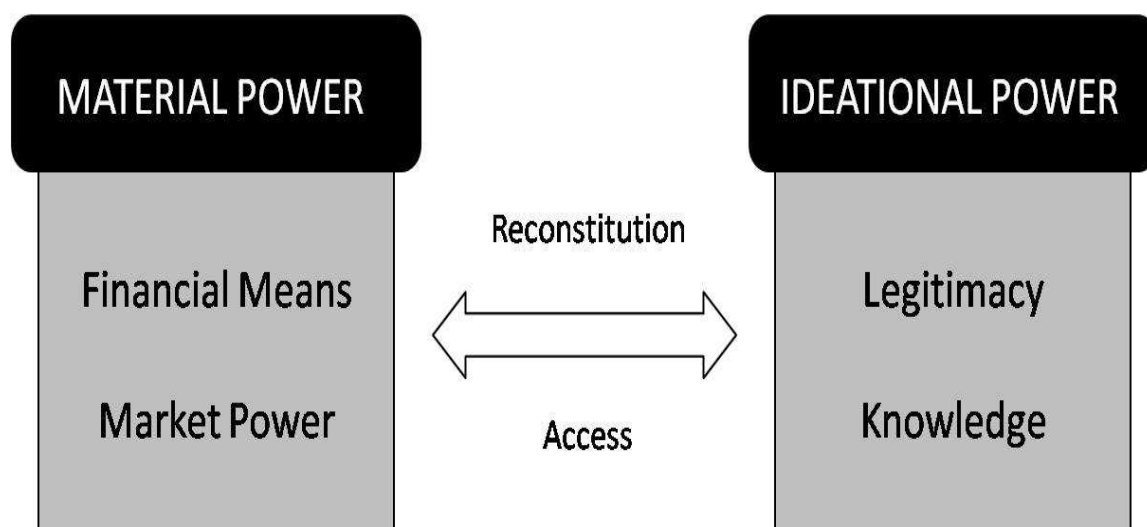 MATERIAL POWER
Financial Means
Market Power
Reconstitution
Access
IDEATIONAL POWER
Legitimacy
Knowledge